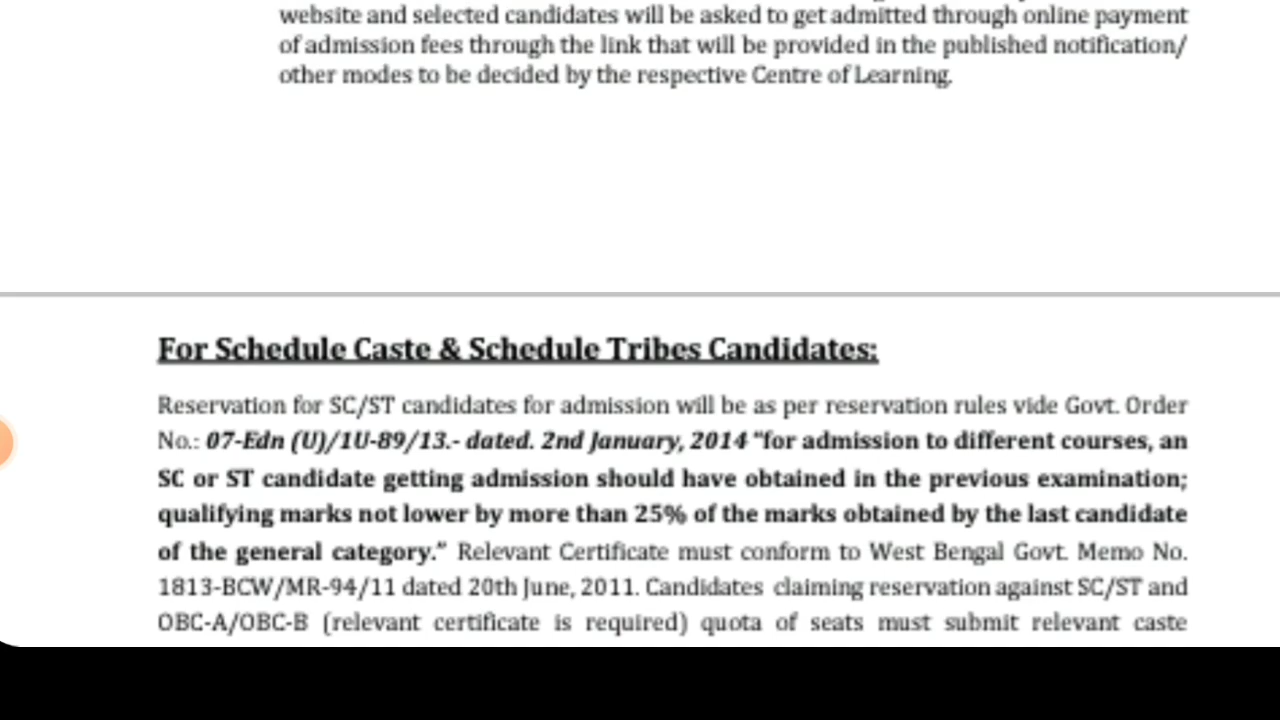 website and selected candidates will be asked to get admitted through online payment
of admission fees through the link that will be provided in the published notification/
other modes to be decided by the respective Centre of Learning.
For Schedule Caste & Schedule Tribes Candidates:
Reservation for SC/ST candidates for admission will be as per reservation rules vide Govt. Order
No.: 07-Edn (U)/1U-89/13.- dated. 2nd January, 2014 "for admission to different courses, an
SC or ST candidate getting admission should have obtained in the previous examination;
qualifying marks not lower by more than 25% of the marks obtained by the last candidate
of the general category." Relevant Certificate must conform to West Bengal Govt. Memo No.
1813-BCW/MR-94/11 dated 20th June, 2011. Candidates claiming reservation against SC/ST and
OBC-A/OBC-B (relevant certificate is required) quota of seats must submit relevant caste